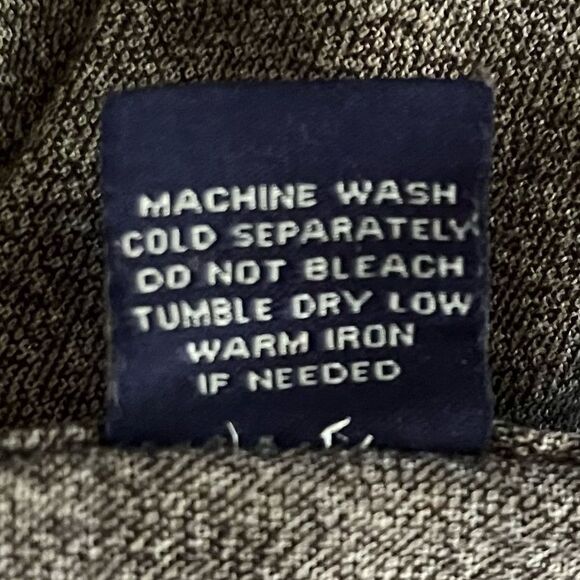 MACHINE WASH
COLD SEPARATELY
DO NOT BLEACH
TUMBLE DRY LOW
WARM IRON
IF NEEDED